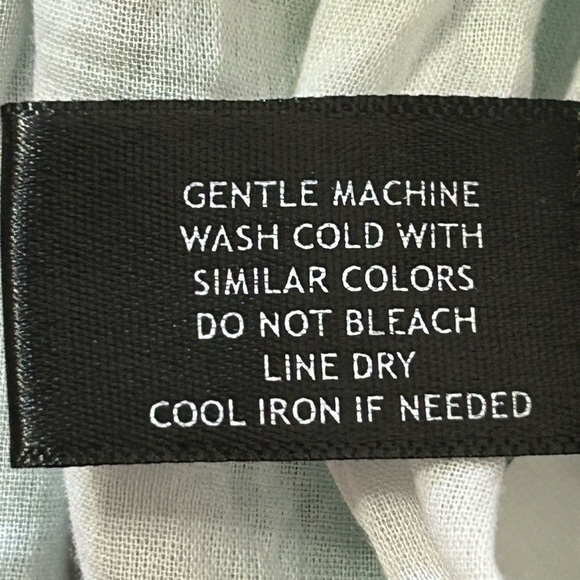 GENTLE MACHINE
WASH COLD WITH
SIMILAR COLORS
DO NOT BLEACH
LINE DRY
COOL IRON IF NEEDED